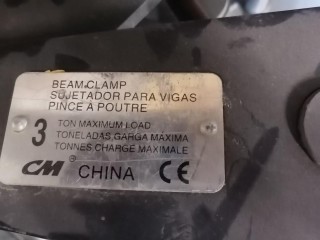 BEAM CLAMP
SUJETADOR PARA VIGAS
PINCE A POUTRE
3 TON MAXIMUM LOAD
TONELADAS, GARGA MAXIMA
TONNES, CHARGE MAXIMALE
CM ® CHINA CE